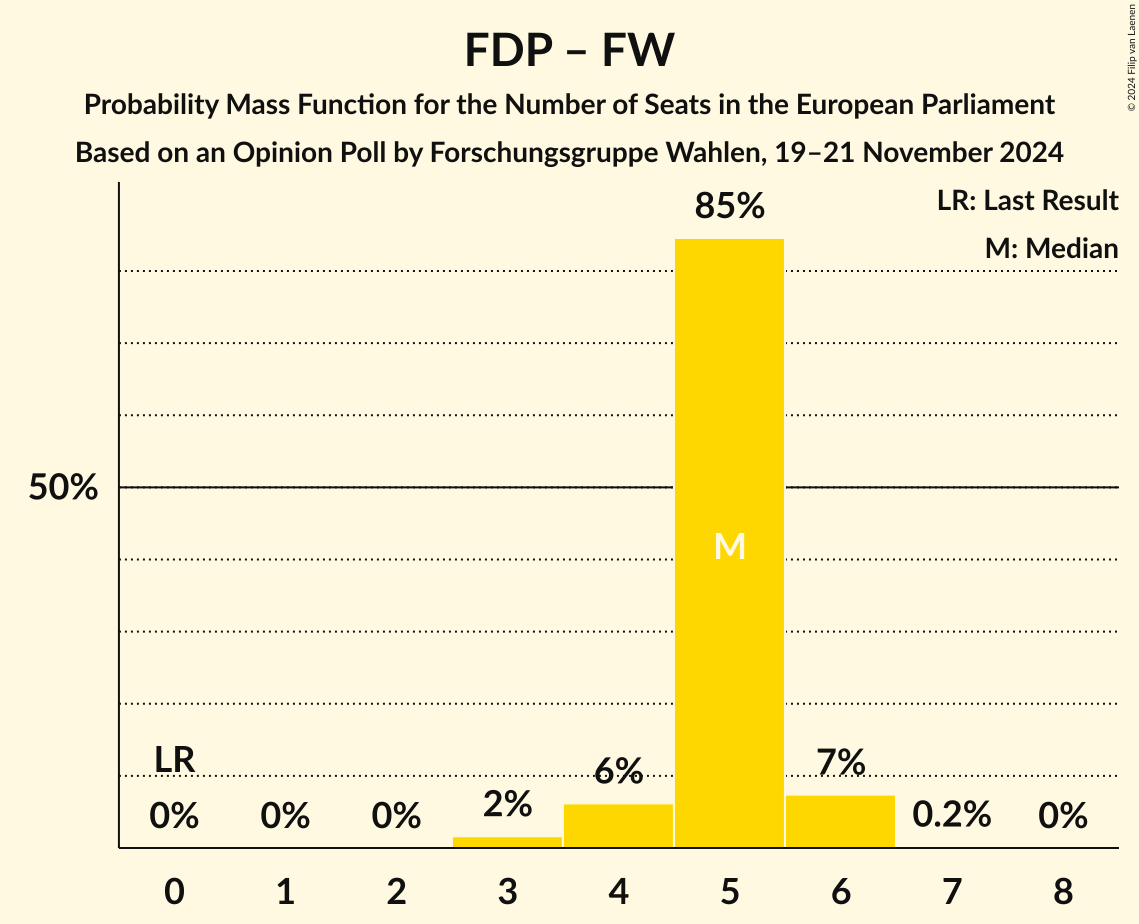 FDP – FW
Probability Mass Function for the Number of Seats in the European Parliament
Based on an Opinion Poll by Forschungsgruppe Wahlen, 19–21 November 2024
© 2024 Filip van Laenen
LR: Last Result
M: Median
85%
50%
M
LR
0%
0%
0%
2%
6%
7%
0.2%
0%
0
1
2
3
4
5
6
7
8